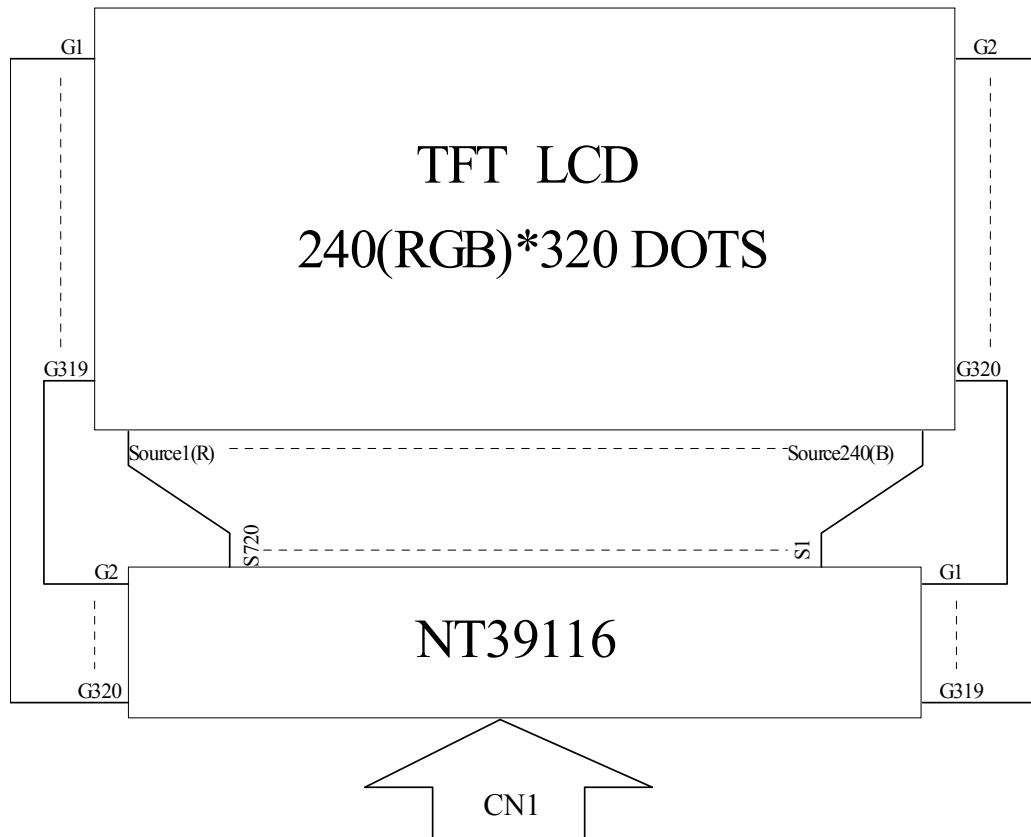 G1
G2
TFT LCD
240(RGB)*320 DOTS
G319
G320
Source1(R)
Source240(B)
S720
S1
G2
G1
NT39116
G320
G319
CN1